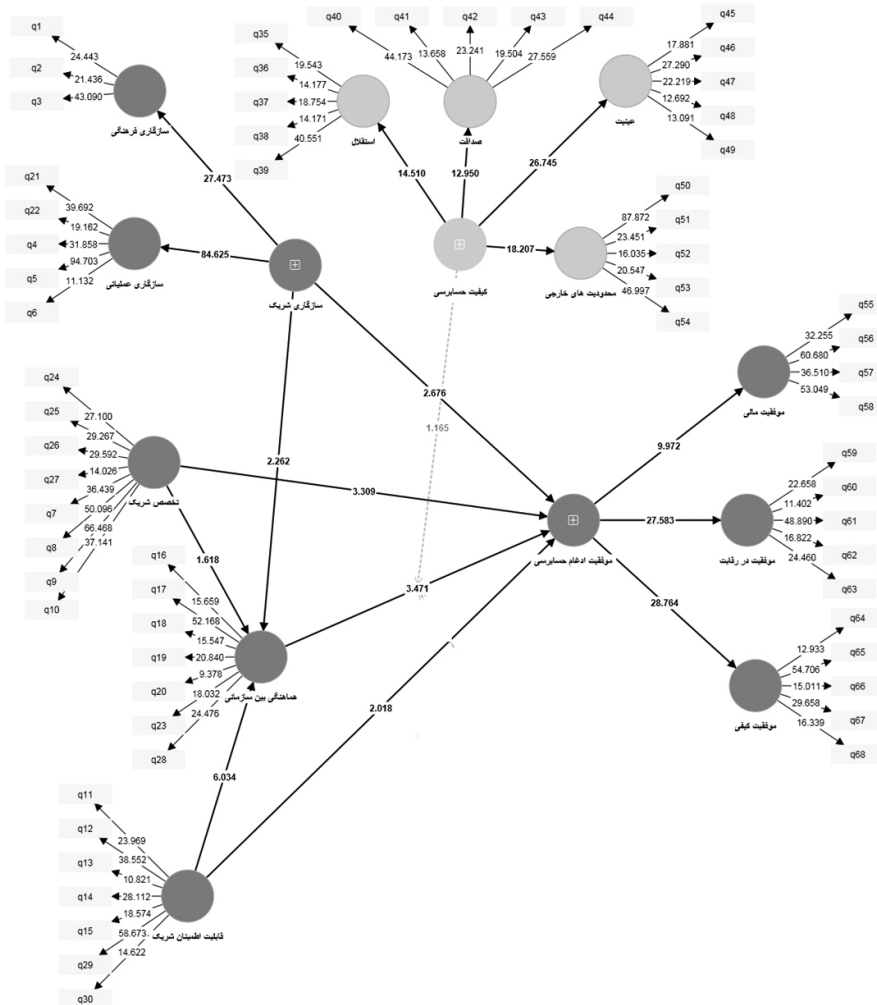 q1
24.443
q2
21.436
q3
43.090
سازگاری فرهنگی
q35
19.543
q36
14.177
q37
18.754
q38
14.171
q39
40.551
استقلال
q40
q41
q42
q43
q44
44.173
13.658
23.241
19.504
27.559
صداقت
q45
17.881
q46
27.290
q47
22.219
q48
12.692
q49
13.091
عینیت
27.473
14.510
12.950
26.745
q21
39.692
q22
19.162
q4
31.858
q5
94.703
q6
11.132
سازگاری عملیاتی
84.625
سازگاری شریک
کیفیت حسابرسی
18.207
q50
87.872
q51
23.451
q52
16.035
q53
20.547
q54
46.997
محدودیت های خارجی
2.676
1.165
2.262
q55
32.255
q56
60.680
q57
36.510
q58
53.049
موفقیت مالی
9.972
q24
27.100
q25
29.267
q26
29.592
q27
14.026
q7
36.439
q8
50.096
q9
66.468
q10
37.141
تخصص شریک
3.309
1.618
موفقیت ادغام حسابرسی
27.583
q59
22.658
q60
11.402
q61
48.890
q62
16.822
q63
24.460
موفقیت در رقابت
q16
15.659
q17
52.168
q18
15.547
q19
20.840
q20
9.378
q23
18.032
q28
24.476
هماهنگی بین سازمانی
3.471
28.764
q64
12.933
q65
54.706
q66
15.011
q67
29.658
q68
16.339
موفقیت کیفی
2.018
6.034
q11
23.969
q12
38.552
q13
10.821
q14
28.112
q15
18.574
q29
58.673
q30
14.622
قابلیت اطمینان شریک